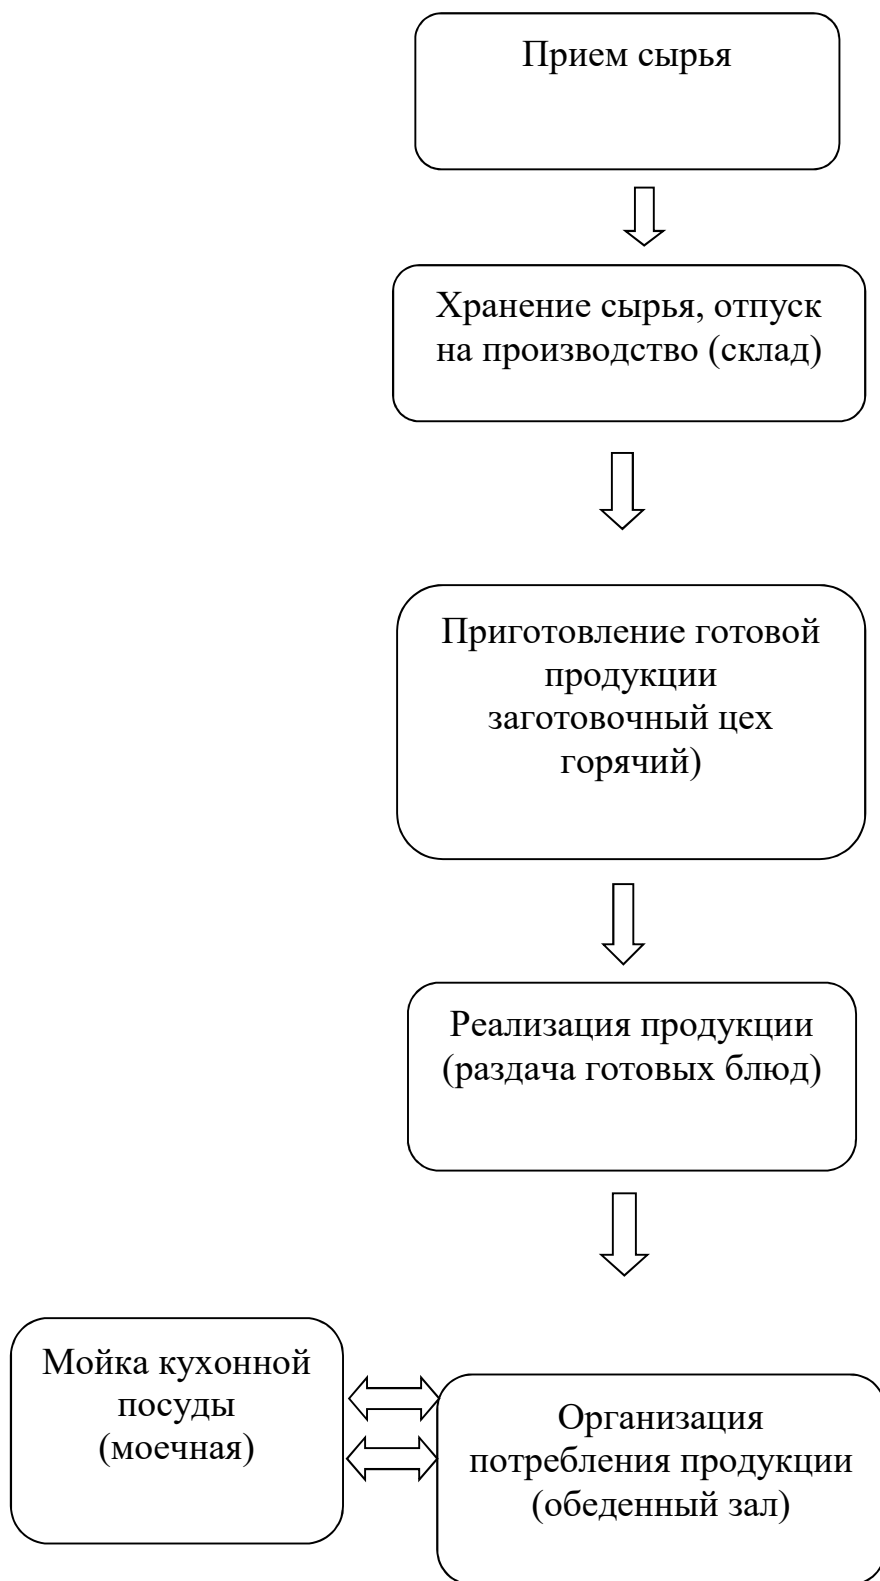 Прием сырья
Хранение сырья, отпуск
на производство (склад)
Приготовление готовой
продукции
заготовочный цех
горячий)
Реализация продукции
(раздача готовых блюд)
Мойка кухонной
посуды
(моечная)
Организация
потребления продукции
(обеденный зал)